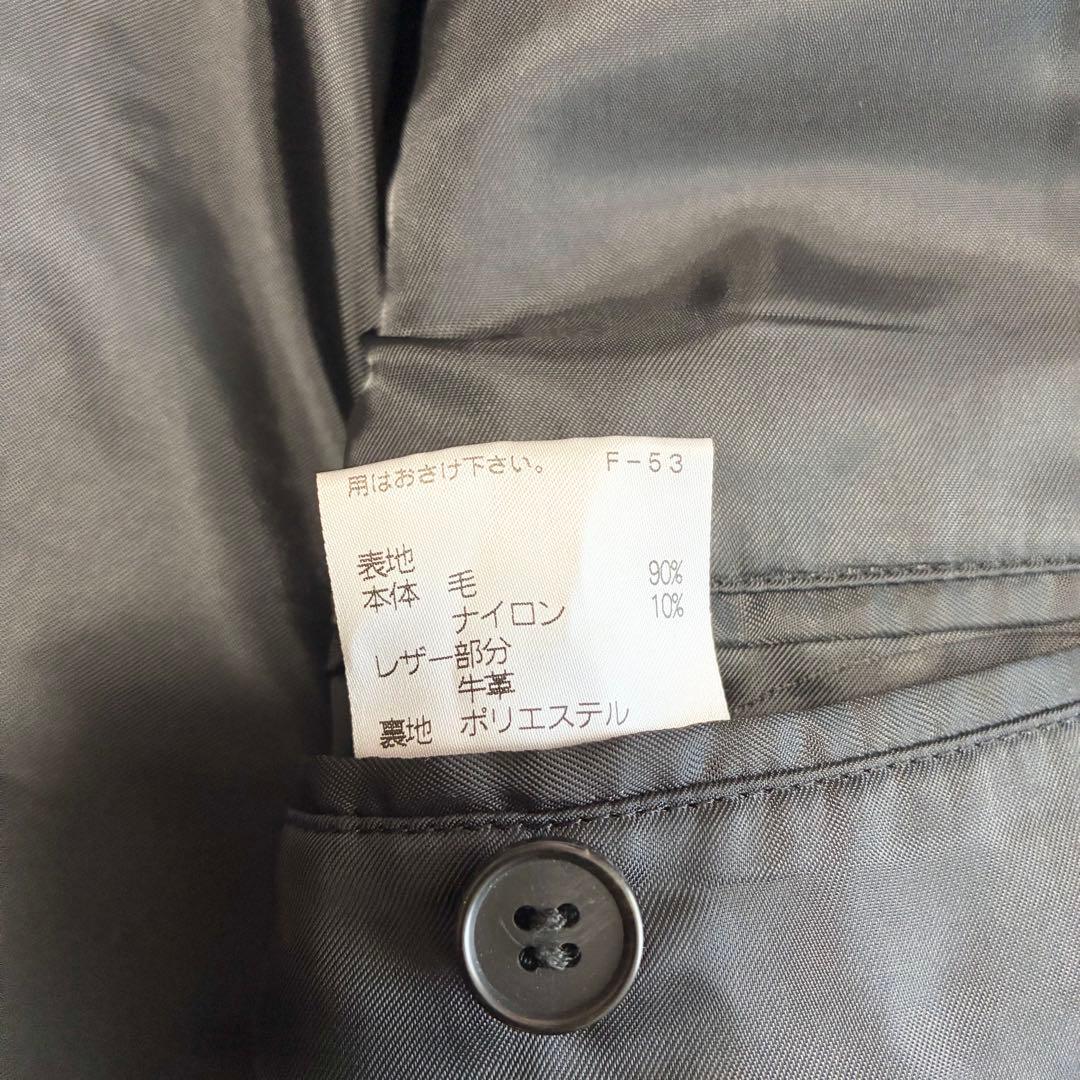 用はおさけ下さい。 F-53
表地
本体 毛 90%
ナイロン 10%
レザー部分
牛革
裏地 ポリエステル